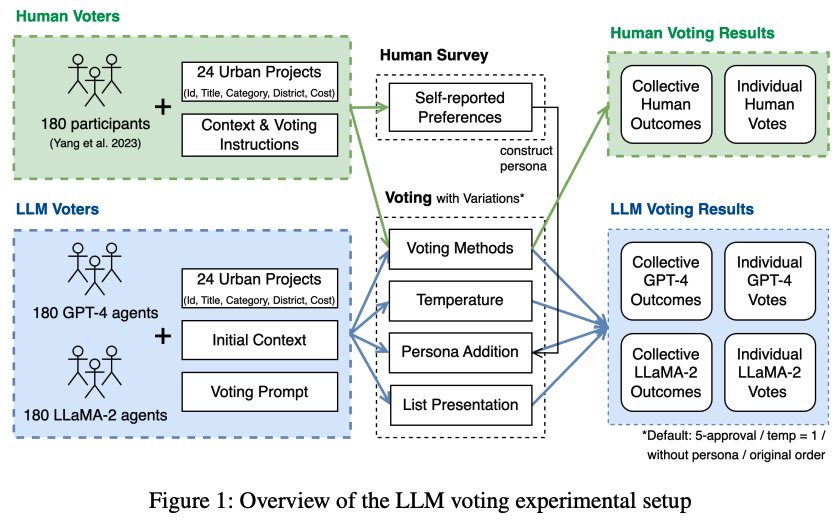 Human Voters
180 participants
(Yang et al. 2023)
+
24 Urban Projects
(Id, Title, Category, District, Cost)
Context & Voting
Instructions
Human Survey
Self-reported
Preferences
construct
persona
Human Voting Results
Collective
Human
Outcomes
Individual
Human
Votes
LLM Voters
180 GPT-4 agents
+
180 LLaMA-2 agents
24 Urban Projects
(Id, Title, Category, District, Cost)
Initial Context
Voting Prompt
Voting with Variations*
Voting Methods
Temperature
Persona Addition
List Presentation
LLM Voting Results
Collective
GPT-4
Outcomes
Individual
GPT-4
Votes
Collective
LLaMA-2
Outcomes
Individual
LLaMA-2
Votes
*Default: 5-approval / temp = 1 /
without persona / original order
Figure 1: Overview of the LLM voting experimental setup